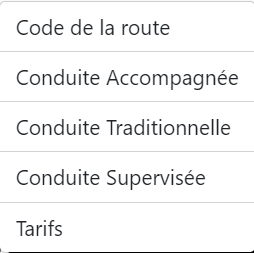 Code de la route
Conduite Accompagnée
Conduite Traditionnelle
Conduite Supervisée
Tarifs